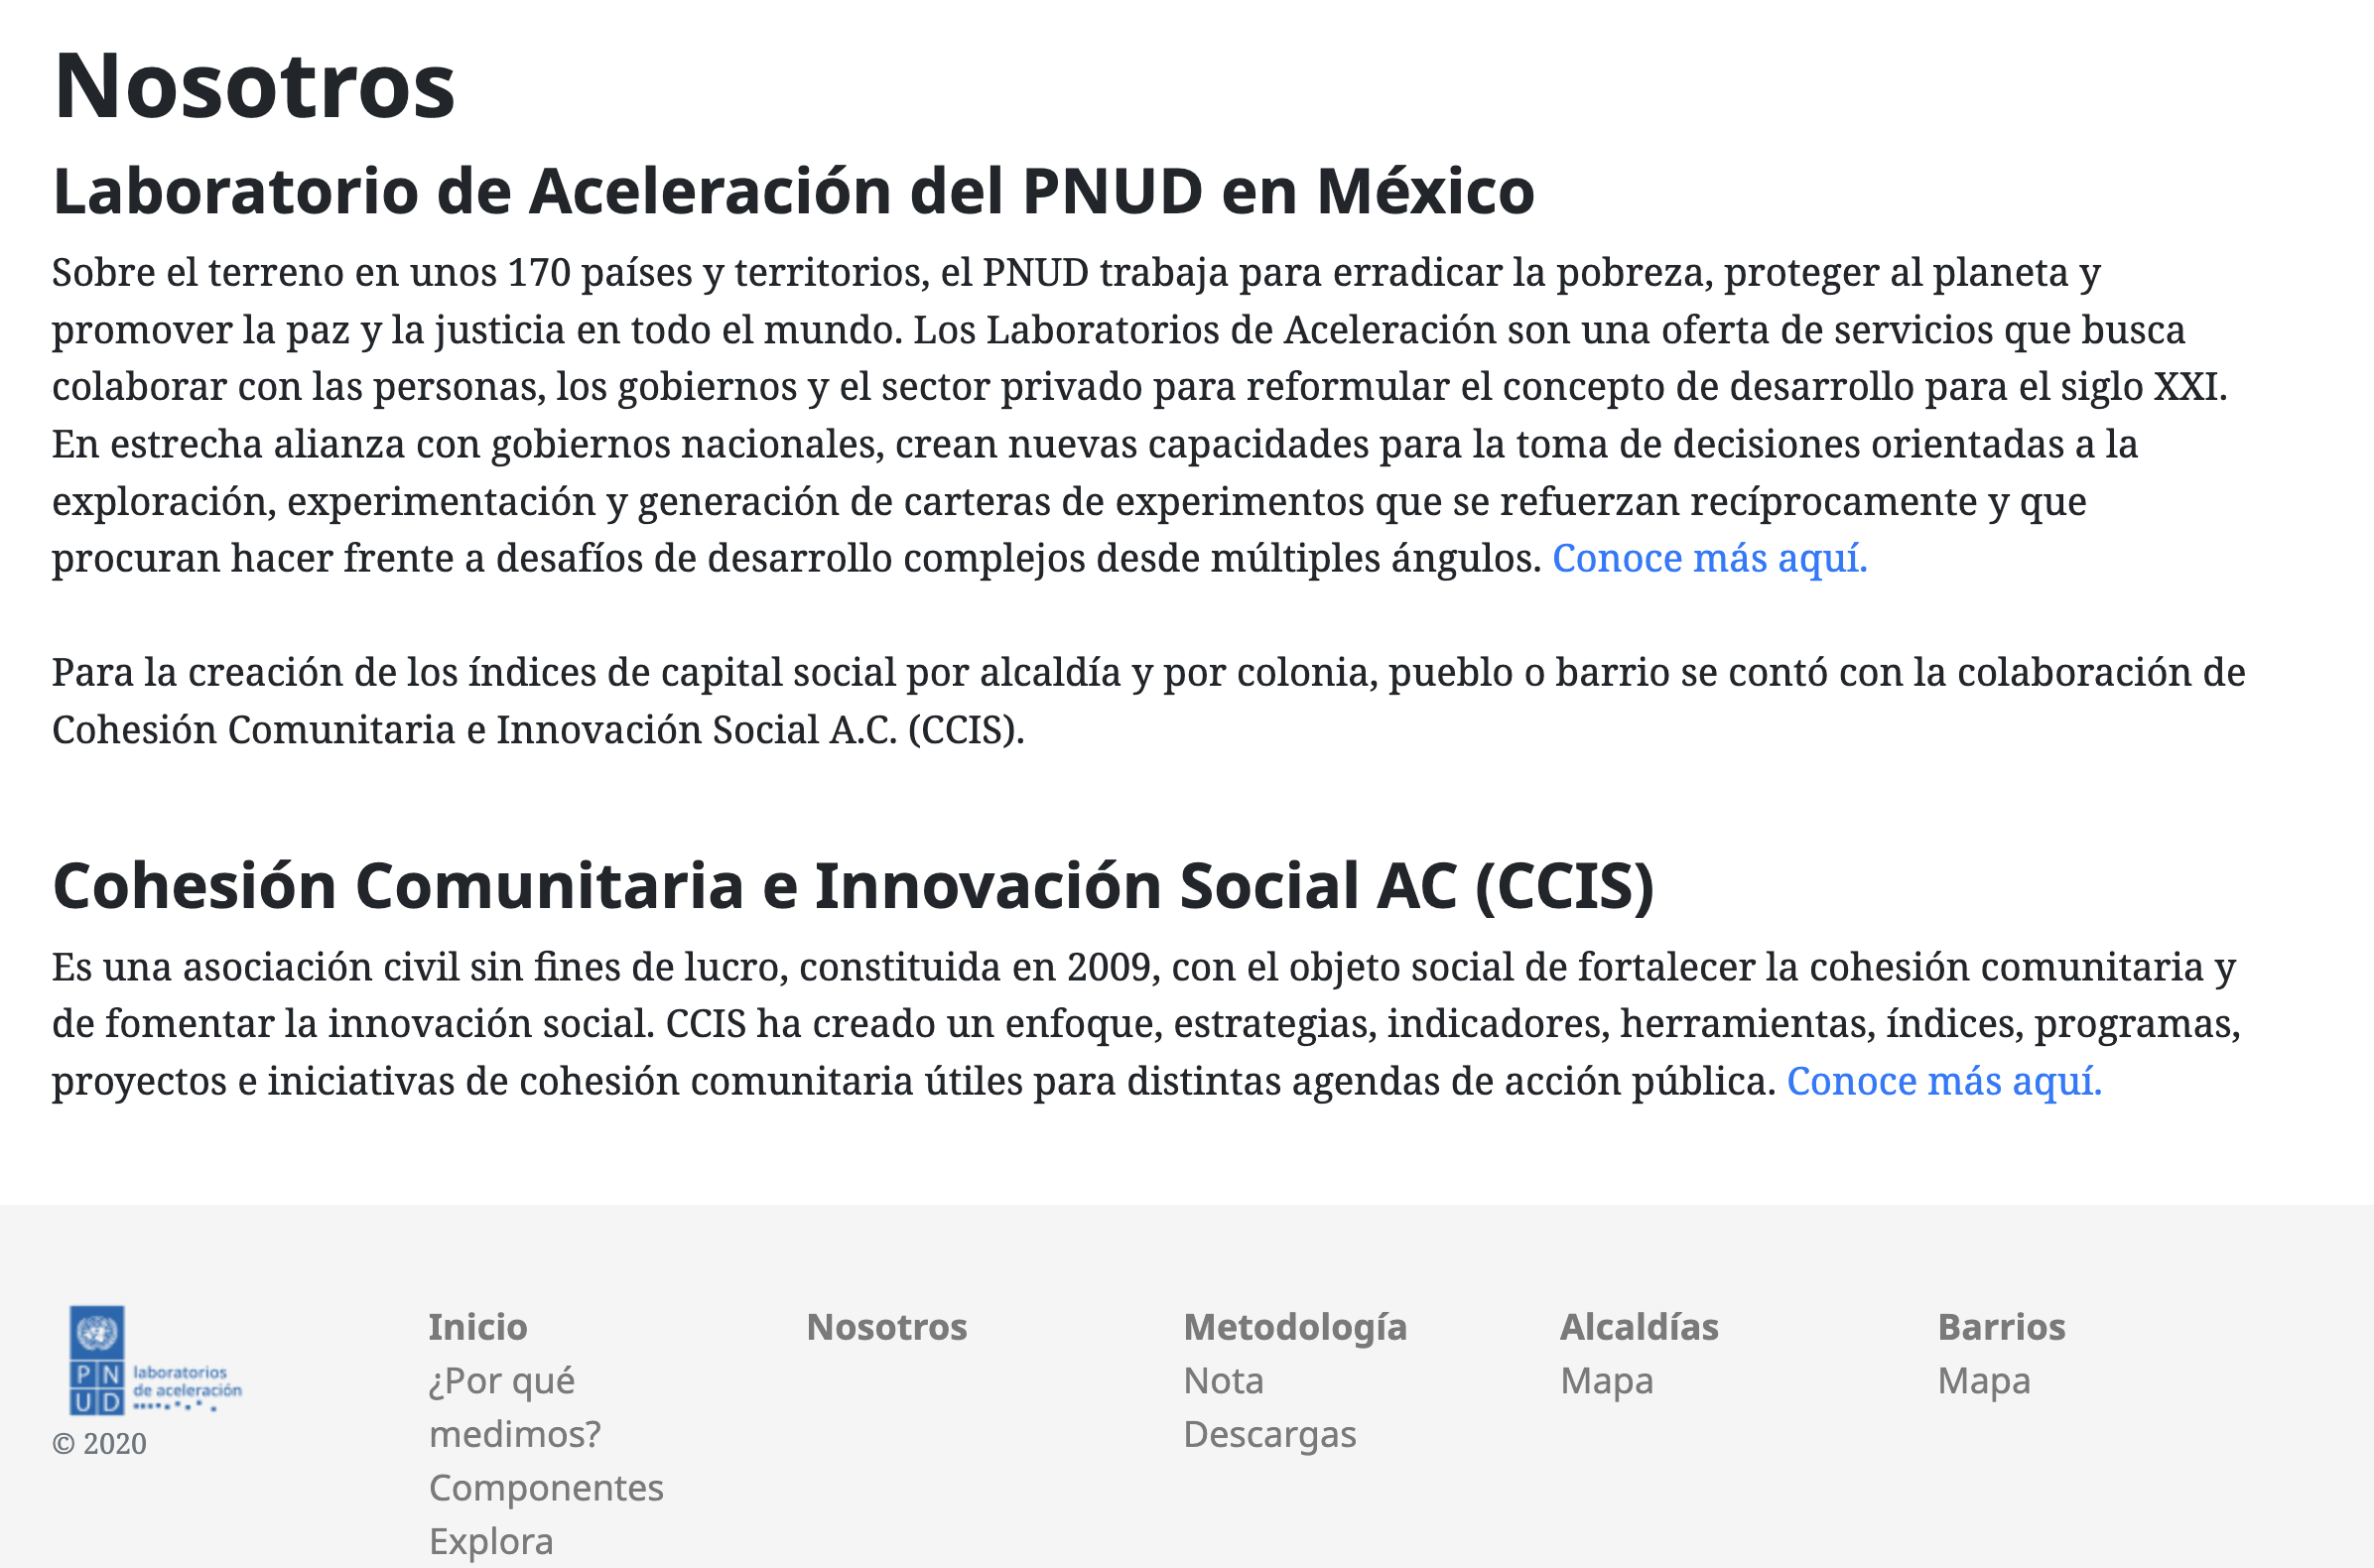 Nosotros
Laboratorio de Aceleración del PNUD en México
Sobre el terreno en unos 170 países y territorios, el PNUD trabaja para erradicar la pobreza, proteger al planeta y
promover la paz y la justicia en todo el mundo. Los Laboratorios de Aceleración son una oferta de servicios que busca
colaborar con las personas, los gobiernos y el sector privado para reformular el concepto de desarrollo para el siglo XXI.
En estrecha alianza con gobiernos nacionales, crean nuevas capacidades para la toma de decisiones orientadas a la
exploración, experimentación y generación de carteras de experimentos que se refuerzan recíprocamente y que
procuran hacer frente a desafíos de desarrollo complejos desde múltiples ángulos. Conoce más aquí.
Para la creación de los índices de capital social por alcaldía y por colonia, pueblo o barrio se contó con la colaboración de
Cohesión Comunitaria e Innovación Social A.C. (CCIS).
Cohesión Comunitaria e Innovación Social AC (CCIS)
Es una asociación civil sin fines de lucro, constituida en 2009, con el objeto social de fortalecer la cohesión comunitaria y
de fomentar la innovación social. CCIS ha creado un enfoque, estrategias, indicadores, herramientas, índices, programas,
proyectos e iniciativas de cohesión comunitaria útiles para distintas agendas de acción pública. Conoce más aquí.
P N
U D
laboratorios
de aceleración
© 2020
Inicio
¿Por qué
medimos?
Componentes
Explora
Nosotros
Metodología
Nota
Descargas
Alcaldías
Mapa
Barrios
Mapa